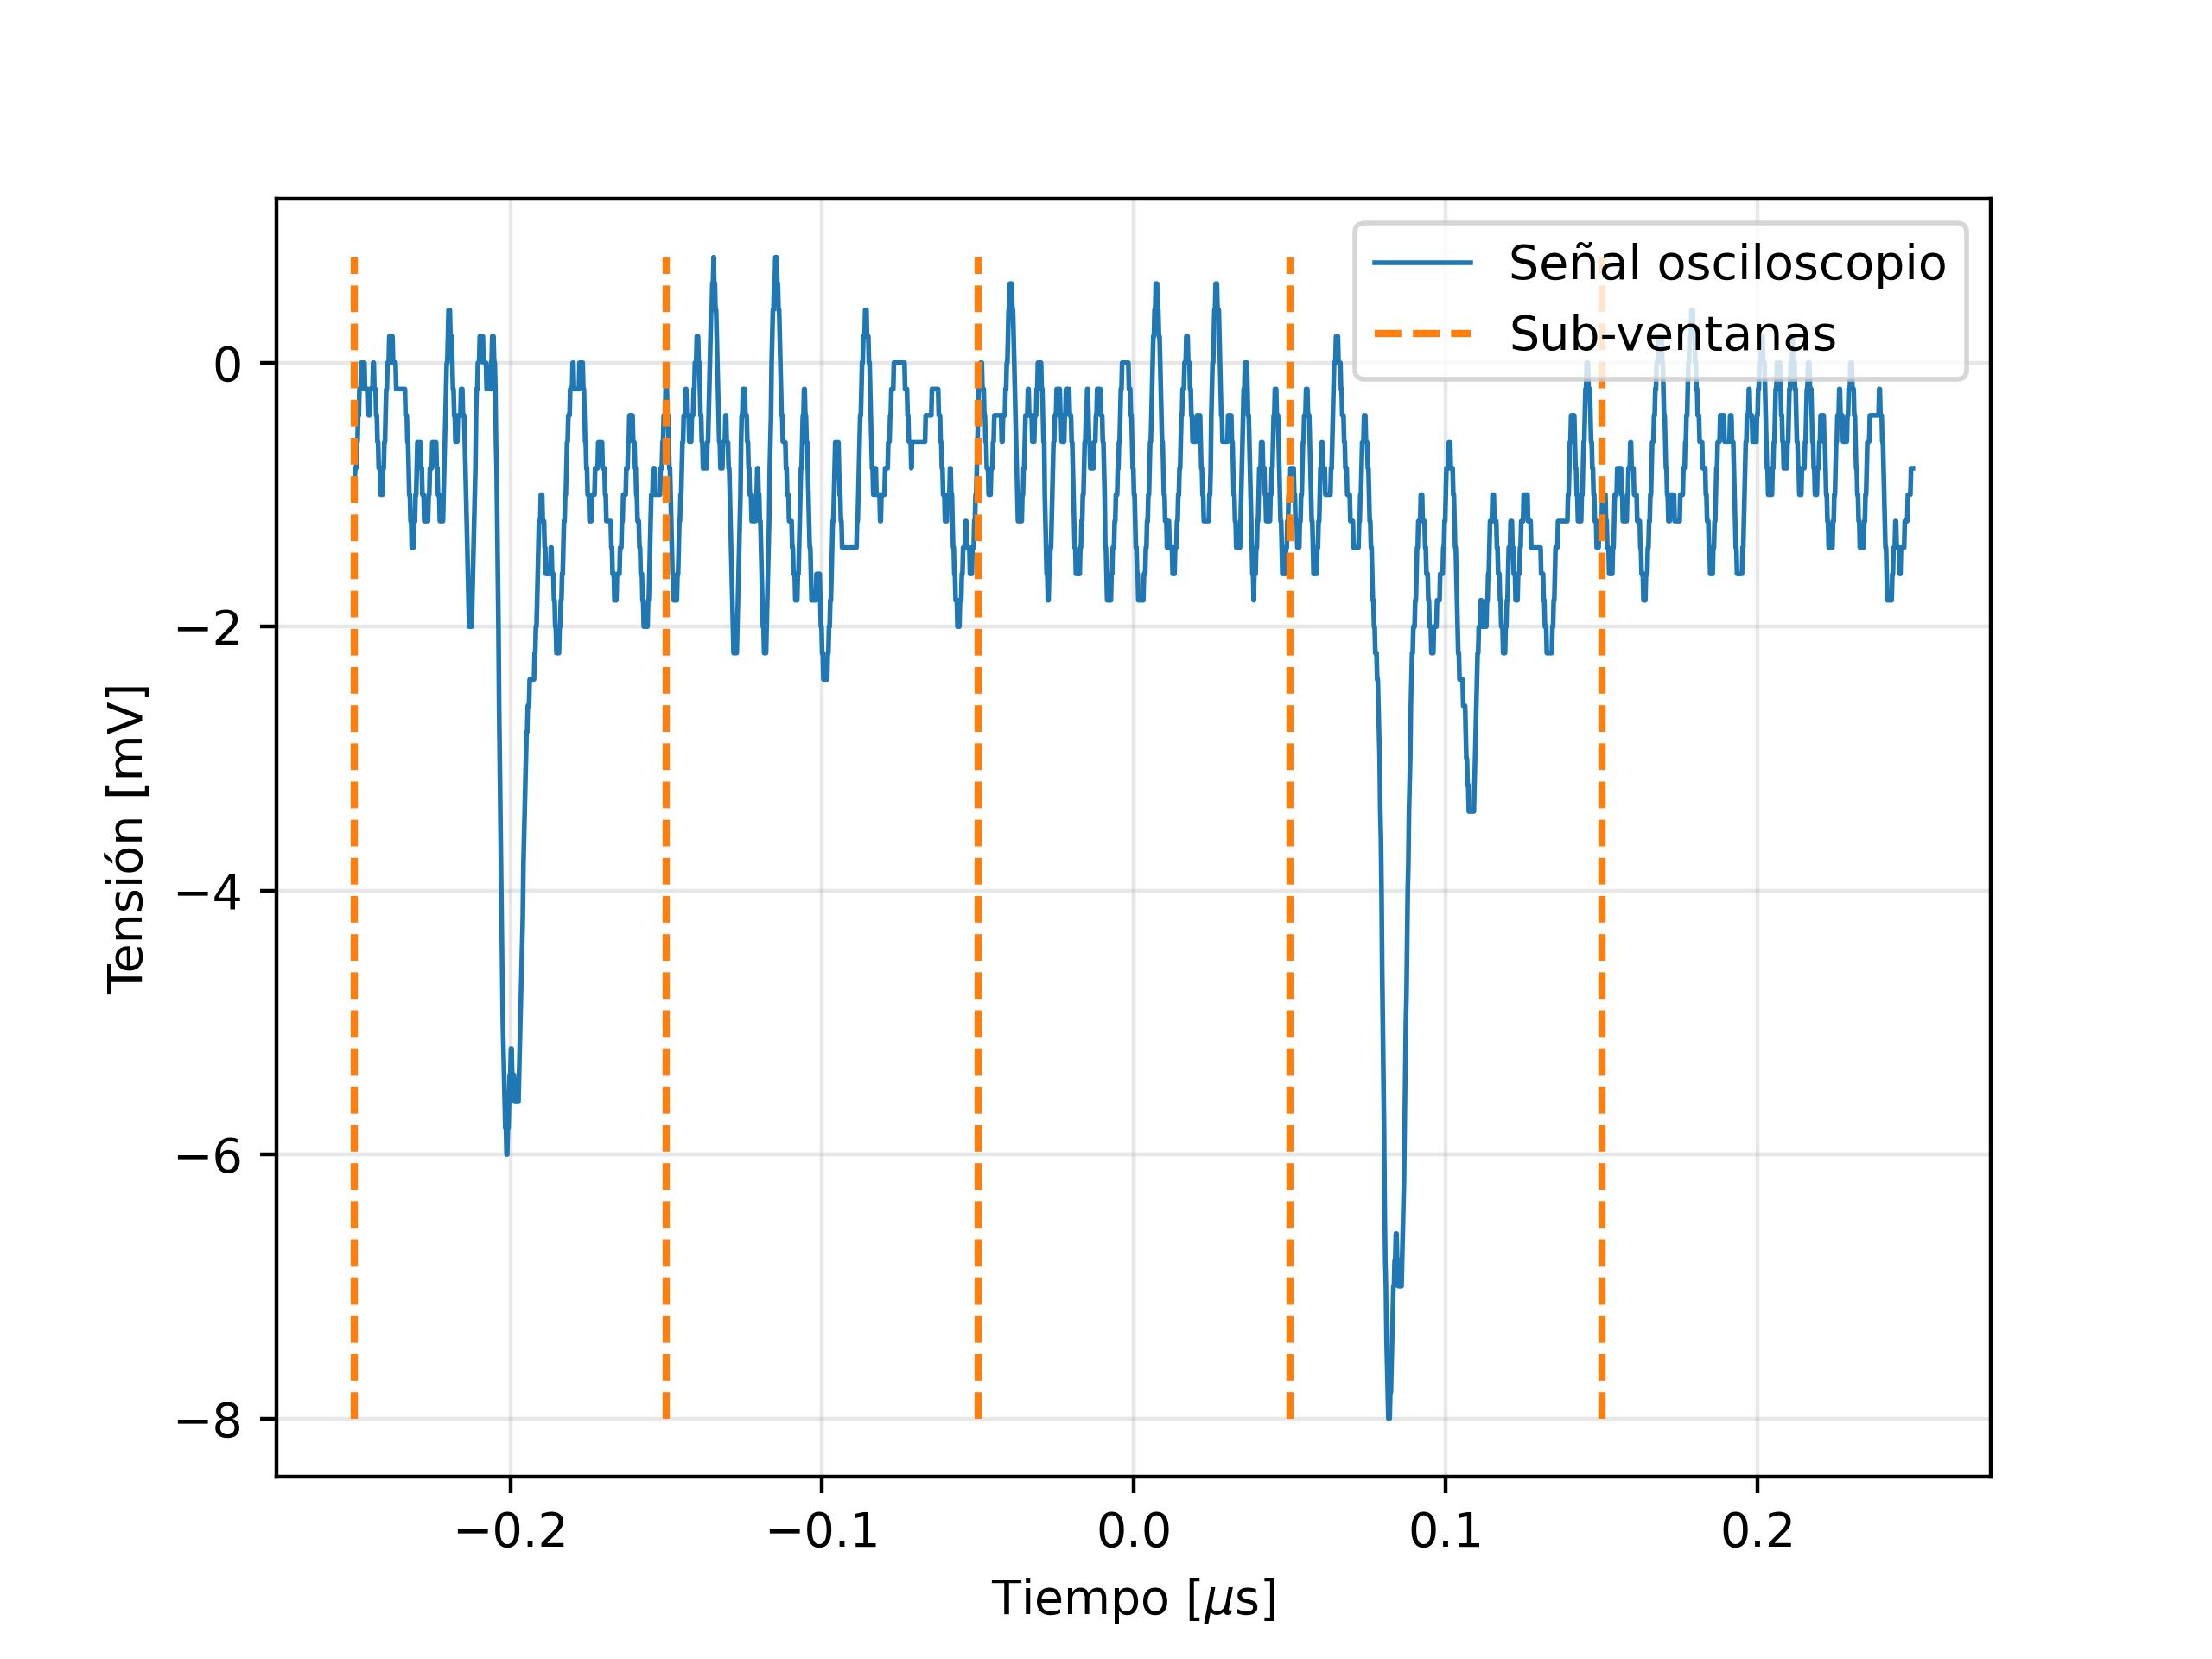 Señal osciloscopio
Sub-ventanas
Tensión [mV]
0
−2
−4
−6
−8
−0.2
−0.1
0.0
0.1
0.2
Tiempo [µs]